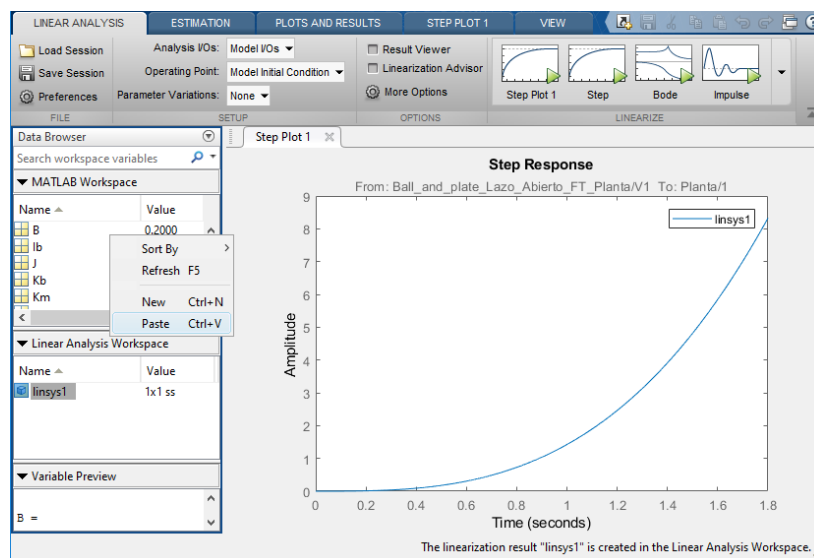 LINEAR ANALYSIS ESTIMATION PLOTS AND RESULTS STEP PLOT 1 VIEW
Load Session
Save Session
Preferences
FILE
Analysis I/Os: Model I/Os
Operating Point: Model Initial Condition
Parameter Variations: None
SETUP
Result Viewer
Linearization Advisor
More Options
OPTIONS
Step Plot 1 Step Bode Impulse
LINEARIZE
Data Browser
Search workspace variables
MATLAB Workspace
Name Value
B 0.2000
Ib
J
Kb
Km
Sort By
Refresh F5
New Ctrl+N
Paste Ctrl+V
Linear Analysis Workspace
Name Value
linsys1 1x1 ss
Variable Preview
B =
Step Plot 1
Step Response
From: Ball_and_plate_Lazo_Abierto_FT_Planta/V1 To: Planta/1
linsys1
Amplitude
9
8
7
6
5
4
3
2
1
0
0 0.2 0.4 0.6 0.8 1 1.2 1.4 1.6 1.8
Time (seconds)
The linearization result "linsys1" is created in the Linear Analysis Workspace.